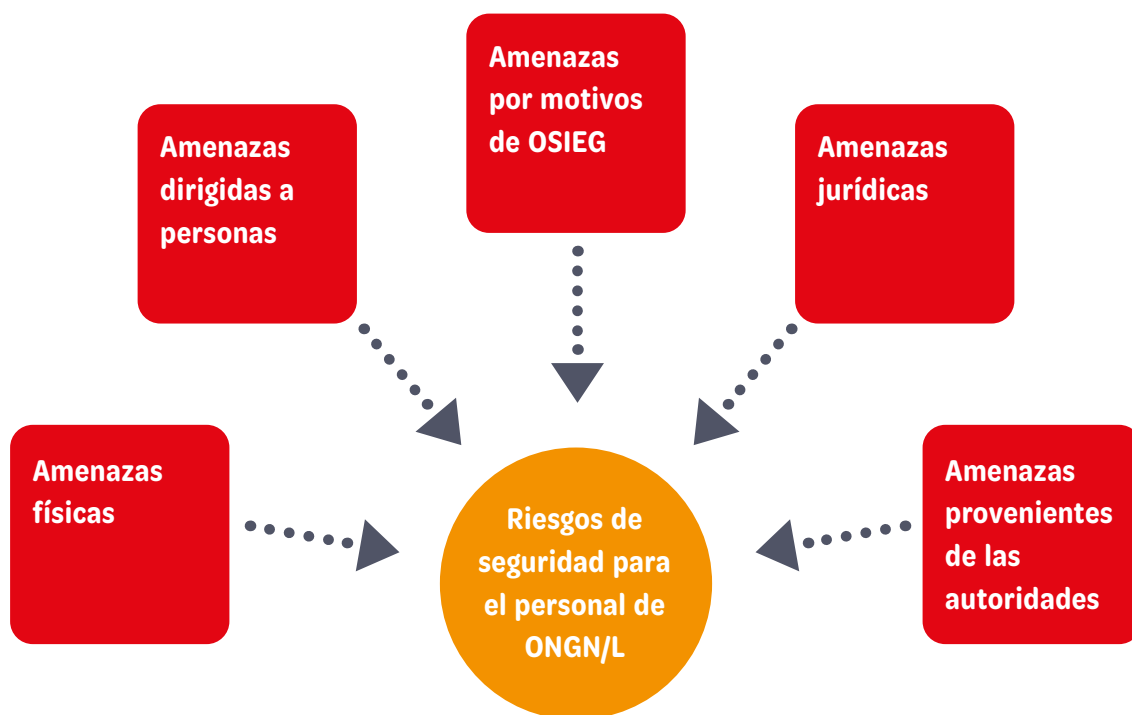 Amenazas
por motivos
de OSIEG
Amenazas
dirigidas a
personas
Amenazas
jurídicas
Amenazas
físicas
Amenazas
provenientes
de las
autoridades
Riesgos de
seguridad para
el personal de
ONGN/L